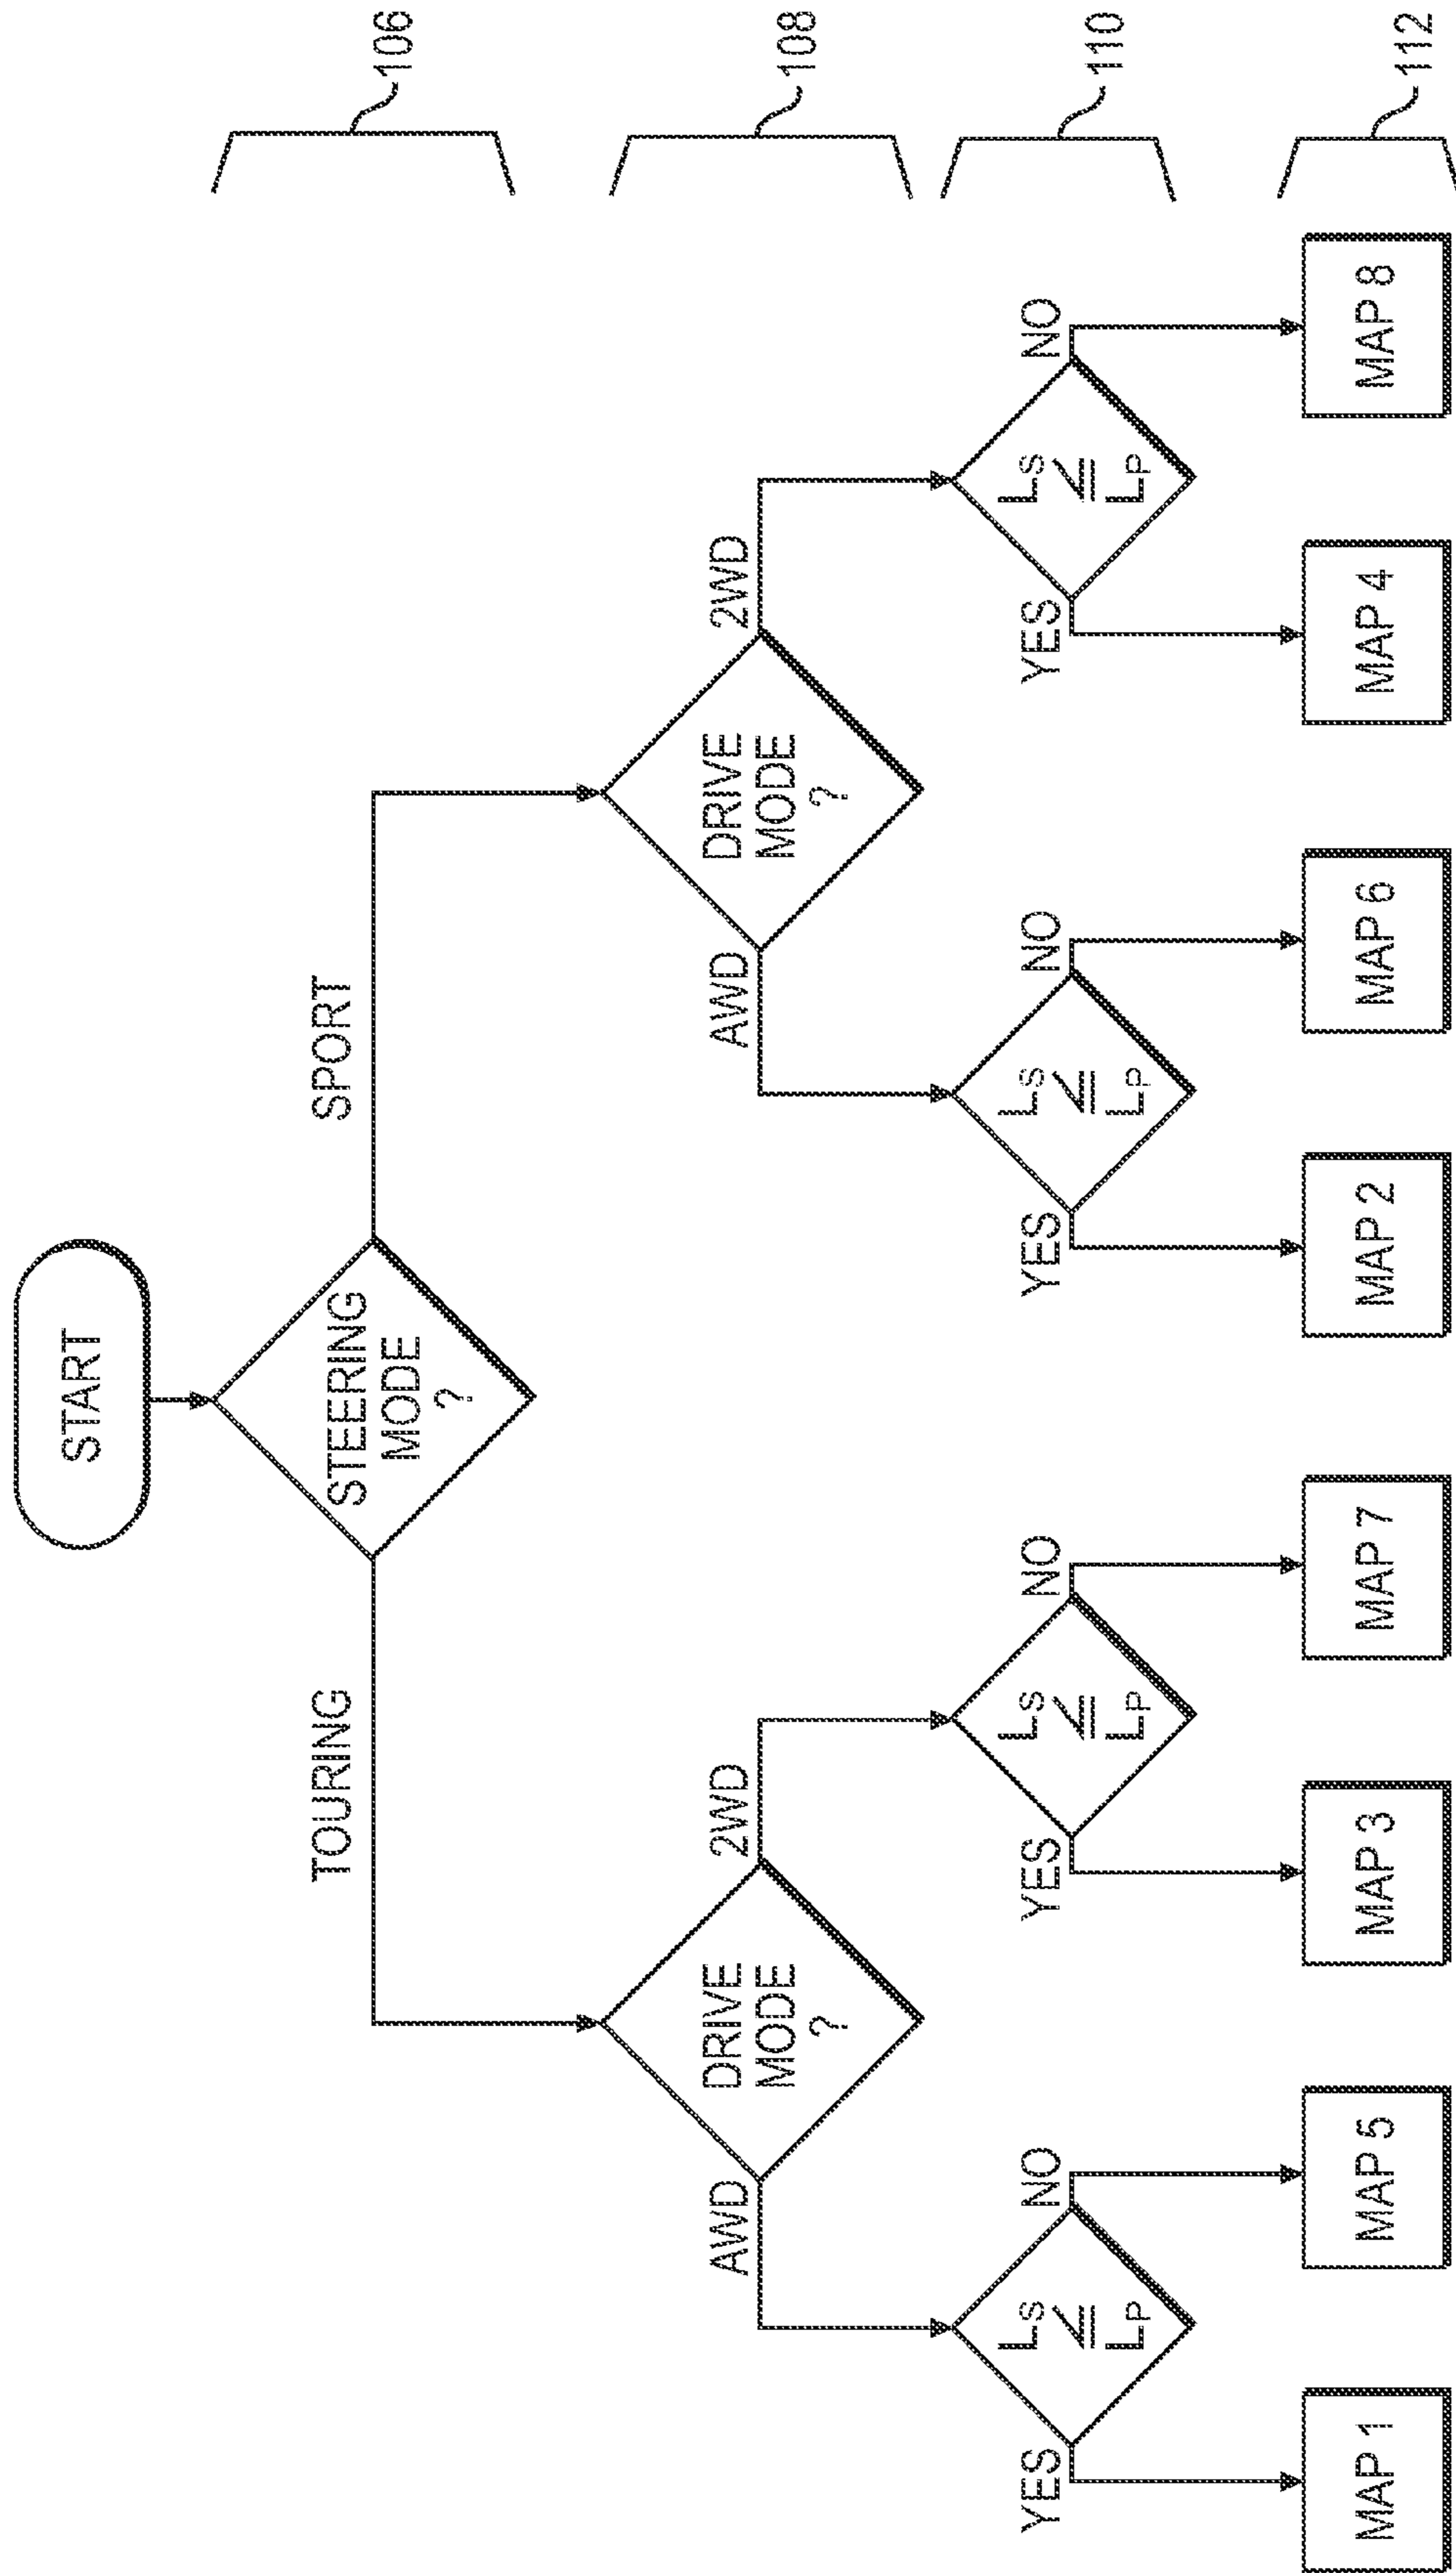 START
STEERING
MODE
?
106
TOURING
SPORT
DRIVE
MODE
?
AWD
2WD
DRIVE
MODE
?
AWD
2WD
108
Ls
≤
Lp
YES
NO
Ls
≤
Lp
YES
NO
Ls
≤
Lp
YES
NO
Ls
≤
Lp
YES
NO
110
MAP 1
MAP 5
MAP 3
MAP 7
MAP 2
MAP 6
MAP 4
MAP 8
112